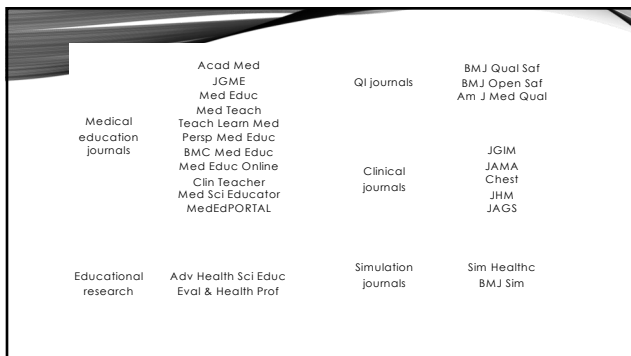 Medical
education
journals
Acad Med
JGME
Med Educ
Med Teach
Teach Learn Med
Persp Med Educ
BMC Med Educ
Med Educ Online
Clin Teacher
Med Sci Educator
MedEdPORTAL
Educational
research
Adv Health Sci Educ
Eval & Health Prof
QI journals
BMJ Qual Saf
BMJ Open Saf
Am J Med Qual
Clinical
journals
JGIM
JAMA
Chest
JHM
JAGS
Simulation
journals
Sim Healthc
BMJ Sim